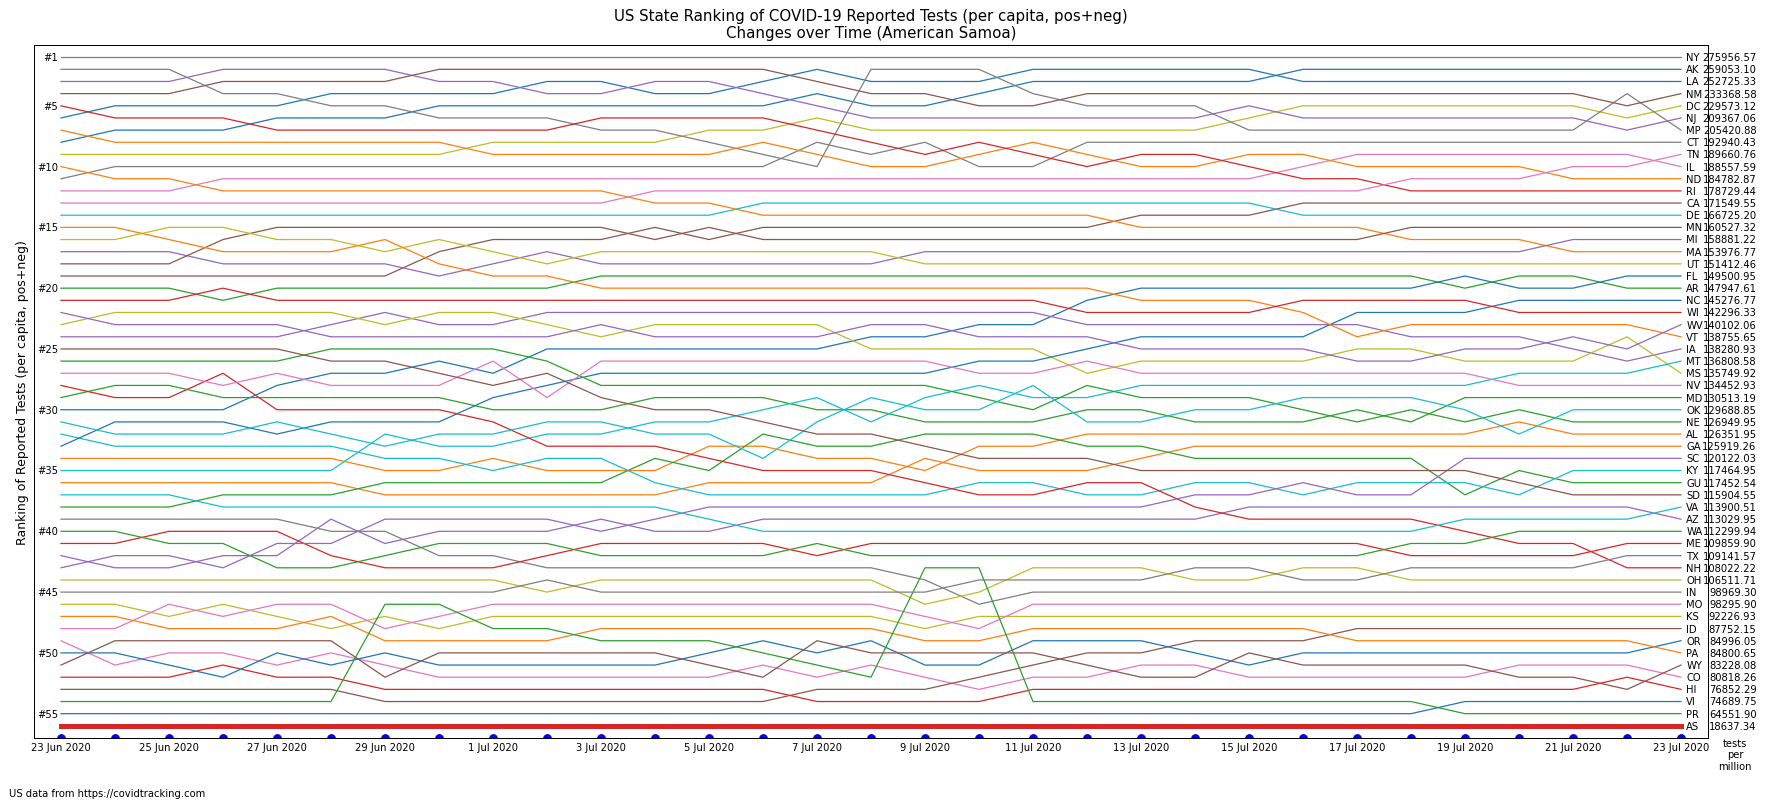 US State Ranking of COVID-19 Reported Tests (per capita, pos+neg)
Changes over Time (American Samoa)
Ranking of Reported Tests (per capita, pos+neg)
#1
#5
#10
#15
#20
#25
#30
#35
#40
#45
#50
#55
NY 275956.57
AK 259053.10
LA 252725.33
NM 233368.58
DC 229573.12
NJ 209367.06
MP 205420.88
CT 192940.43
TN 189660.76
IL 188557.59
ND 184782.87
RI 178729.44
CA 171549.55
DE 166725.20
MN 160527.32
MI 158881.22
MA 153976.77
UT 151412.46
FL 149500.95
AR 147947.61
NC 145276.77
WI 142296.33
WV 140102.06
VT 138755.65
IA 138280.93
MT 136808.58
MS 135749.92
NV 134452.93
MD 130513.19
OK 129688.85
NE 126949.95
AL 126351.95
GA 125919.26
SC 120122.03
KY 117464.95
GU 117452.54
SD 115904.55
VA 113900.51
AZ 113029.95
WA 112299.94
ME 109859.90
TX 109141.57
NH 108022.22
OH 106511.71
IN 98969.30
MO 98295.90
KS 92226.93
ID 87752.15
OR 84996.05
PA 84800.65
WY 83228.08
CO 80818.26
HI 76852.29
VI 74689.75
PR 64551.90
AS 18637.34
23 Jun 2020 25 Jun 2020 27 Jun 2020 29 Jun 2020 1 Jul 2020 3 Jul 2020 5 Jul 2020 7 Jul 2020 9 Jul 2020 11 Jul 2020 13 Jul 2020 15 Jul 2020 17 Jul 2020 19 Jul 2020 21 Jul 2020 23 Jul 2020
tests
per
million
US data from https://covidtracking.com